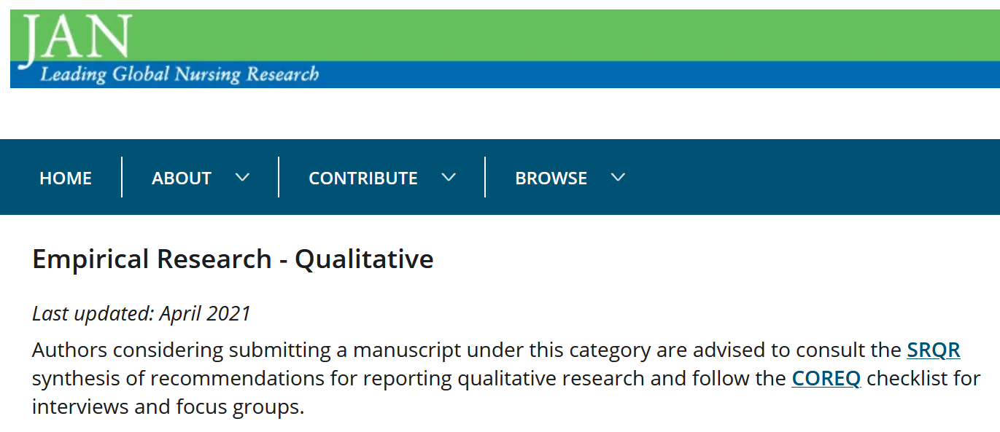 JAN
Leading Global Nursing Research
HOME
ABOUT
CONTRIBUTE
BROWSE
Empirical Research - Qualitative
Last updated: April 2021
Authors considering submitting a manuscript under this category are advised to consult the SRQR
synthesis of recommendations for reporting qualitative research and follow the COREQ checklist for
interviews and focus groups.